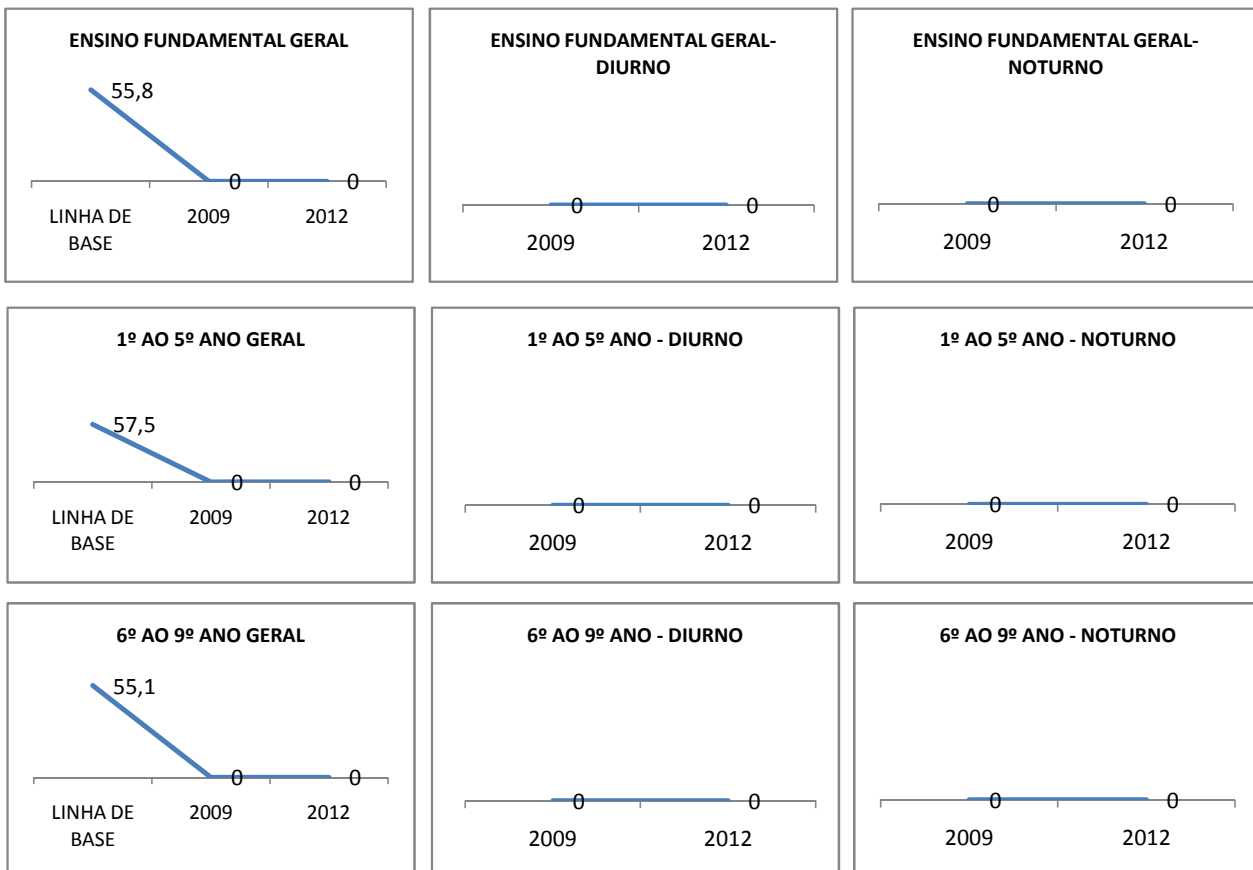 ENSINO FUNDAMENTAL GERAL
55,8
0
0
LINHA DE
BASE
2009
2012
ENSINO FUNDAMENTAL GERAL-
DIURNO
0
0
2009
2012
ENSINO FUNDAMENTAL GERAL-
NOTURNO
0
0
2009
2012
1º AO 5º ANO GERAL
57,5
0
0
LINHA DE
BASE
2009
2012
1º AO 5º ANO - DIURNO
0
0
2009
2012
1º AO 5º ANO - NOTURNO
0
0
2009
2012
6º AO 9º ANO GERAL
55,1
0
0
LINHA DE
BASE
2009
2012
6º AO 9º ANO - DIURNO
0
0
2009
2012
6º AO 9º ANO - NOTURNO
0
0
2009
2012